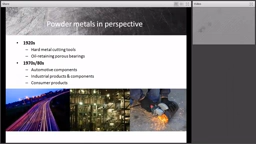 Powder metals in perspective
• 1920s
– Hard metal cutting tools
– Oil-retaining porous bearings
• 1970s/80s
– Automotive components
– Industrial products & components
– Consumer products